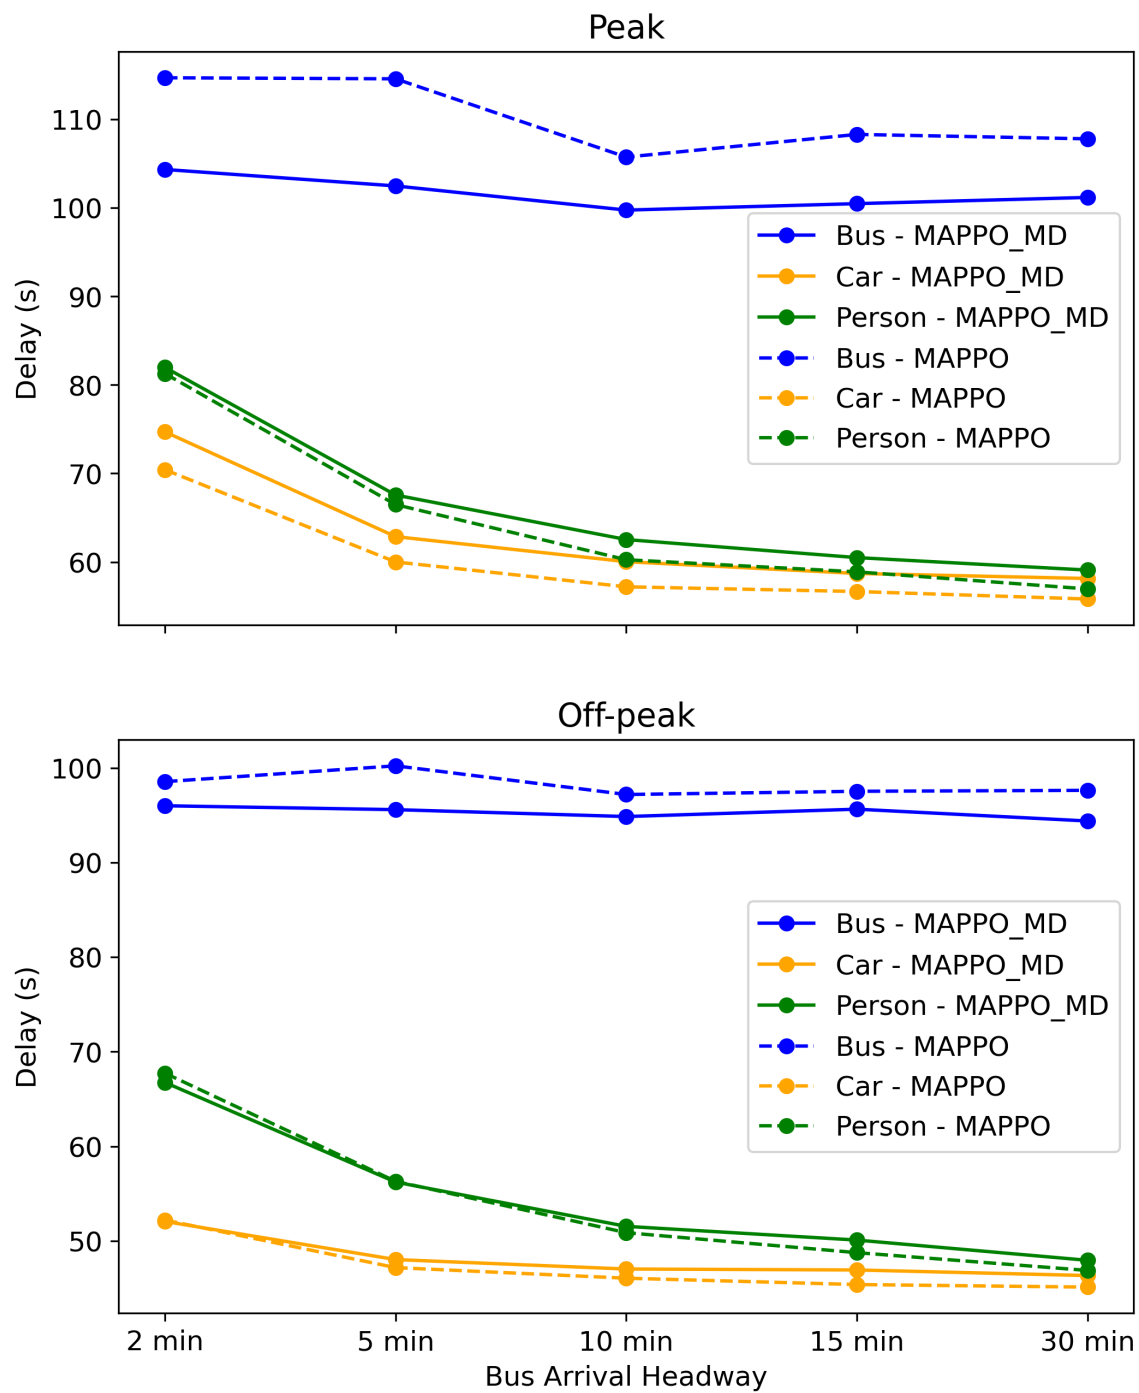 Peak
110
100
90
80
70
60
Delay (s)
Bus - MAPPO_MD
Car - MAPPO_MD
Person - MAPPO_MD
Bus - MAPPO
Car - MAPPO
Person - MAPPO
Off-peak
100
90
80
70
60
50
Delay (s)
Bus - MAPPO_MD
Car - MAPPO_MD
Person - MAPPO_MD
Bus - MAPPO
Car - MAPPO
Person - MAPPO
2 min 5 min 10 min 15 min 30 min
Bus Arrival Headway